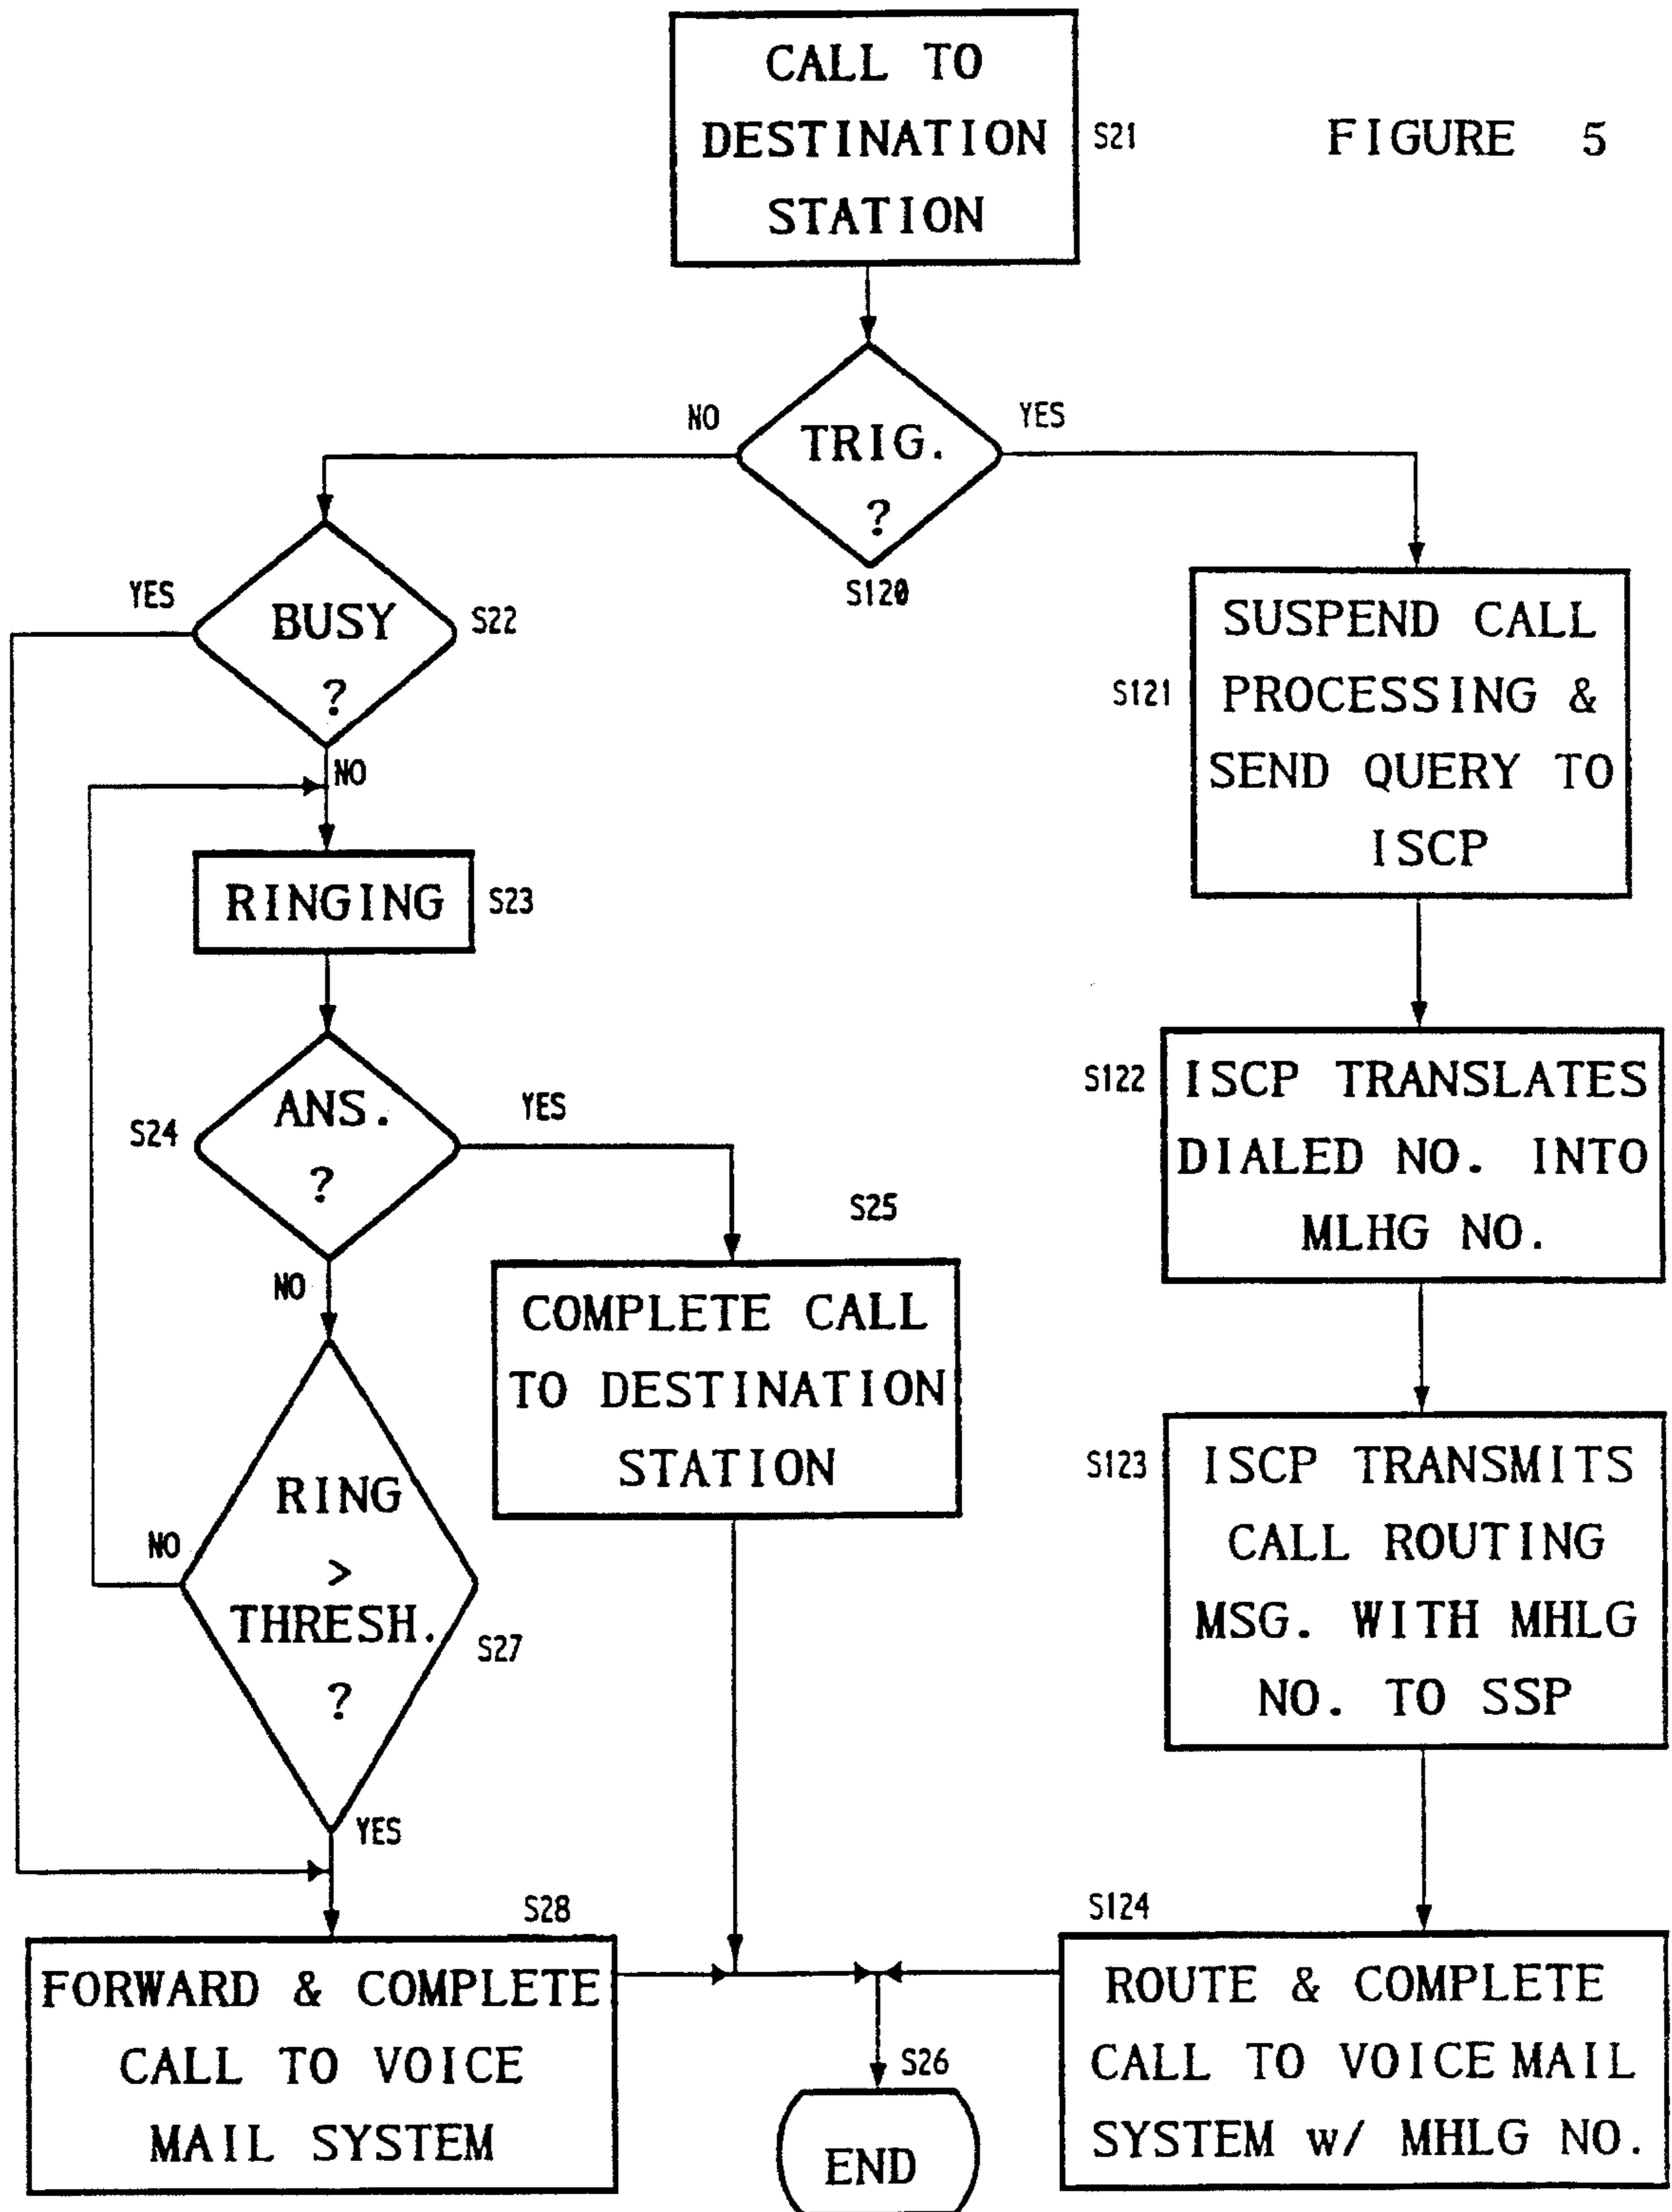 CALL TO
DESTINATION
STATION
S21
FIGURE 5
NO
TRIG.
?
YES
S120
YES
BUSY
?
S22
NO
SUSPEND CALL
PROCESSING &
SEND QUERY TO
ISCP
S121
RINGING
S23
S24
ANS.
?
YES
NO
S122
ISCP TRANSLATES
DIALED NO. INTO
MLHG NO.
S25
COMPLETE CALL
TO DESTINATION
STATION
RING
>
THRESH.
?
NO
S27
YES
S123
ISCP TRANSMITS
CALL ROUTING
MSG. WITH MHLG
NO. TO SSP
S28
FORWARD & COMPLETE
CALL TO VOICE
MAIL SYSTEM
S124
ROUTE & COMPLETE
CALL TO VOICE MAIL
SYSTEM w/ MHLG NO.
S26
END